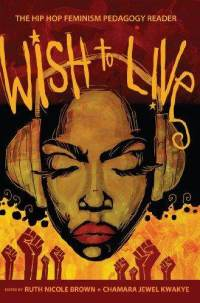 THE HIP HOP FEMINISM PEDAGOGY READER
WISH TO LIVE
EDITED BY RUTH NICOLE BROWN + CHAMARA JEWEL KWAKYE